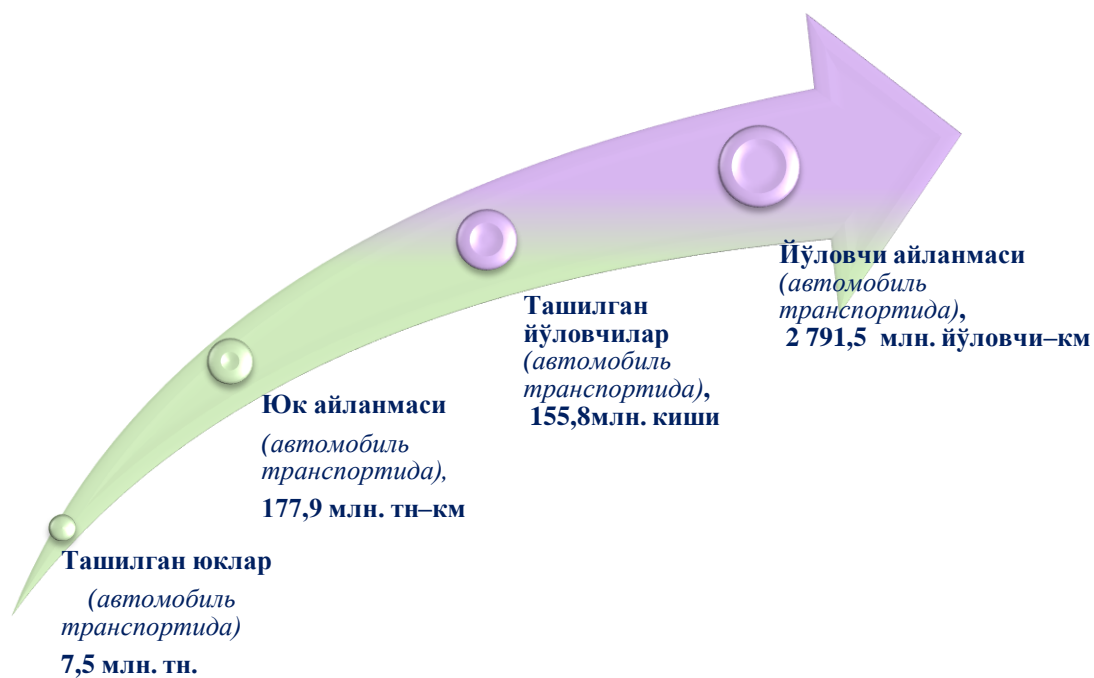 Йўловчи айланмаси
(автомобиль
транспортида),
2 791,5 млн. йўловчи–км
Ташилган
йўловчилар
(автомобиль
транспортида),
155,8млн. киши
Юк айланмаси
(автомобиль
транспортида),
177,9 млн. тн–км
Ташилган юклар
(автомобиль
транспортида)
7,5 млн. тн.